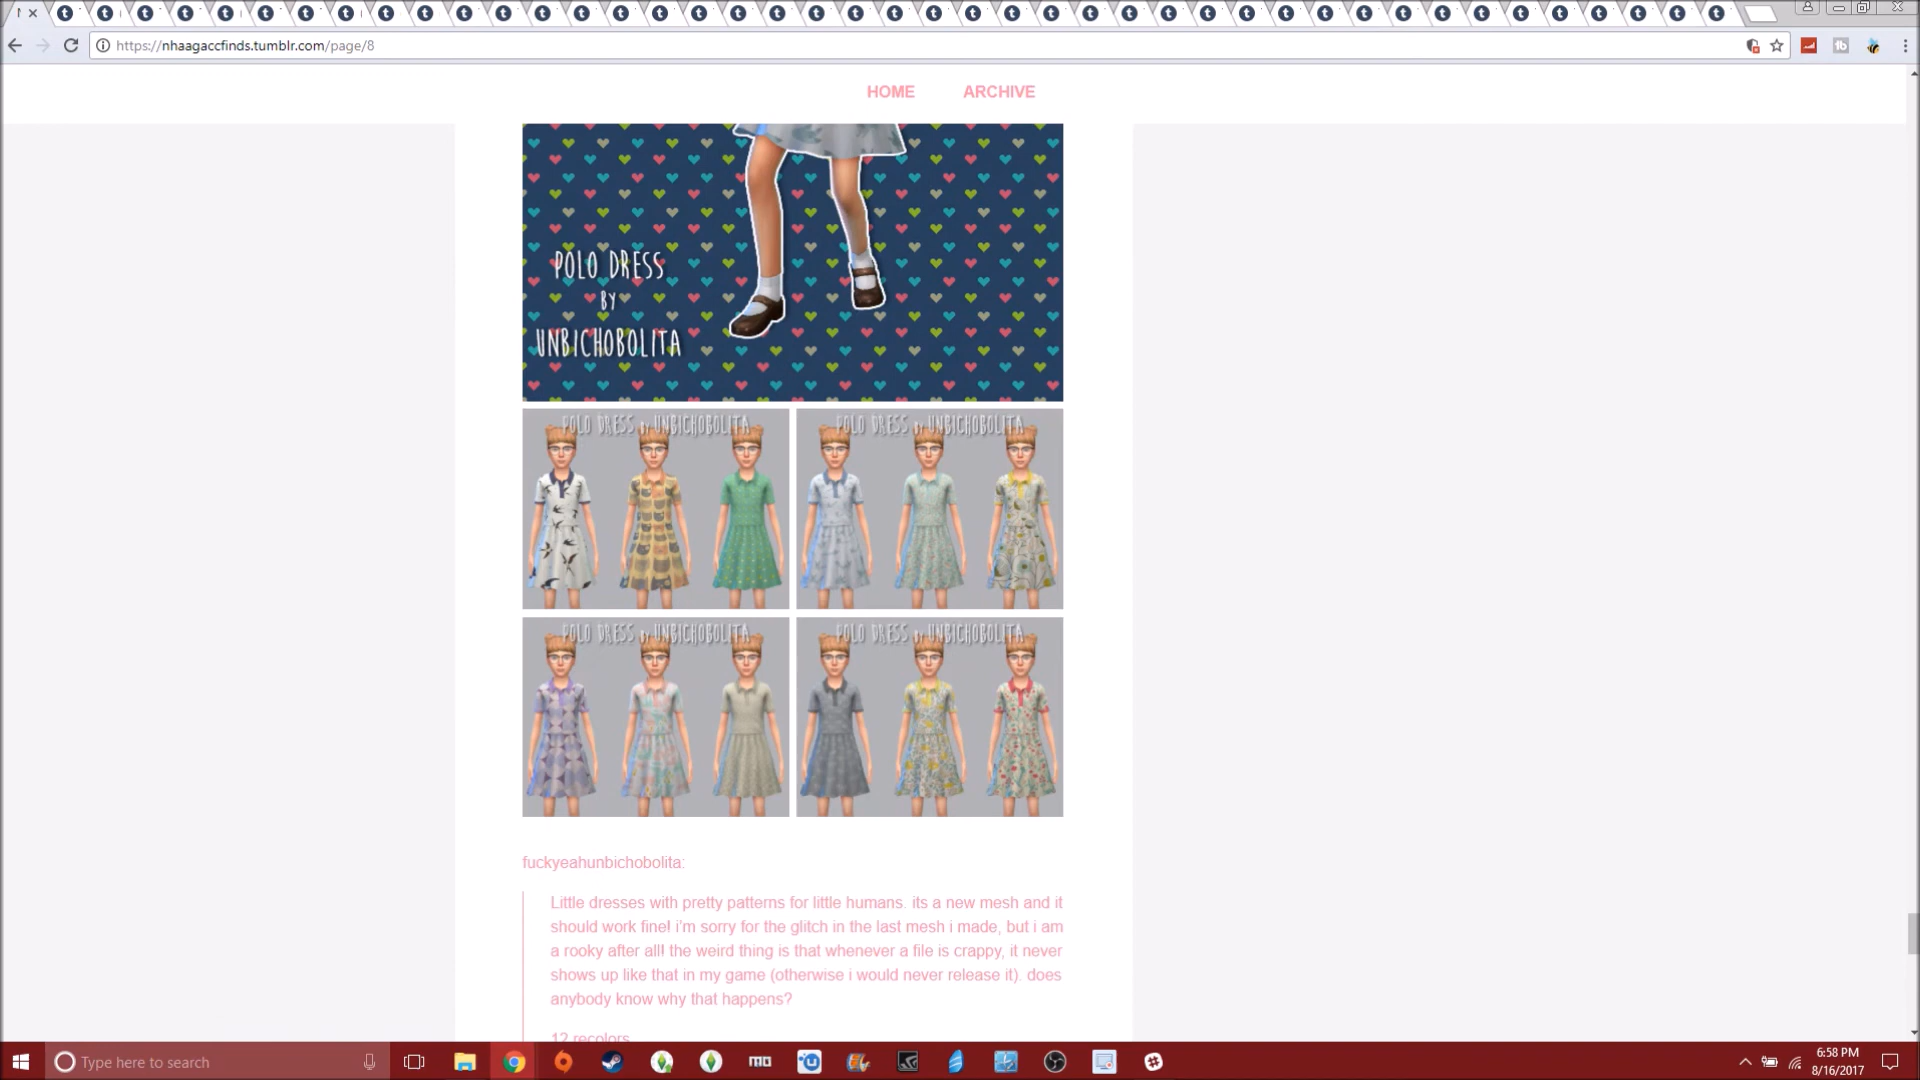 https://nhaagaccfinds.tumblr.com/page/8
HOME ARCHIVE
POLO DRESS
BY
UNBICHOBOLITA
POLO DRESS BY UNBICHOBOLITA
POLO DRESS BY UNBICHOBOLITA
POLO DRESS BY UNBICHOBOLITA
POLO DRESS BY UNBICHOBOLITA
fuckyeahunbichobolita:
Little dresses with pretty patterns for little humans. its a new mesh and it
should work fine! i'm sorry for the glitch in the last mesh i made, but i am
a rooky after all! the weird thing is that whenever a file is crappy, it never
shows up like that in my game (otherwise i would never release it). does
anybody know why that happens?
12 recolors
Type here to search
6:58 PM
8/16/2017